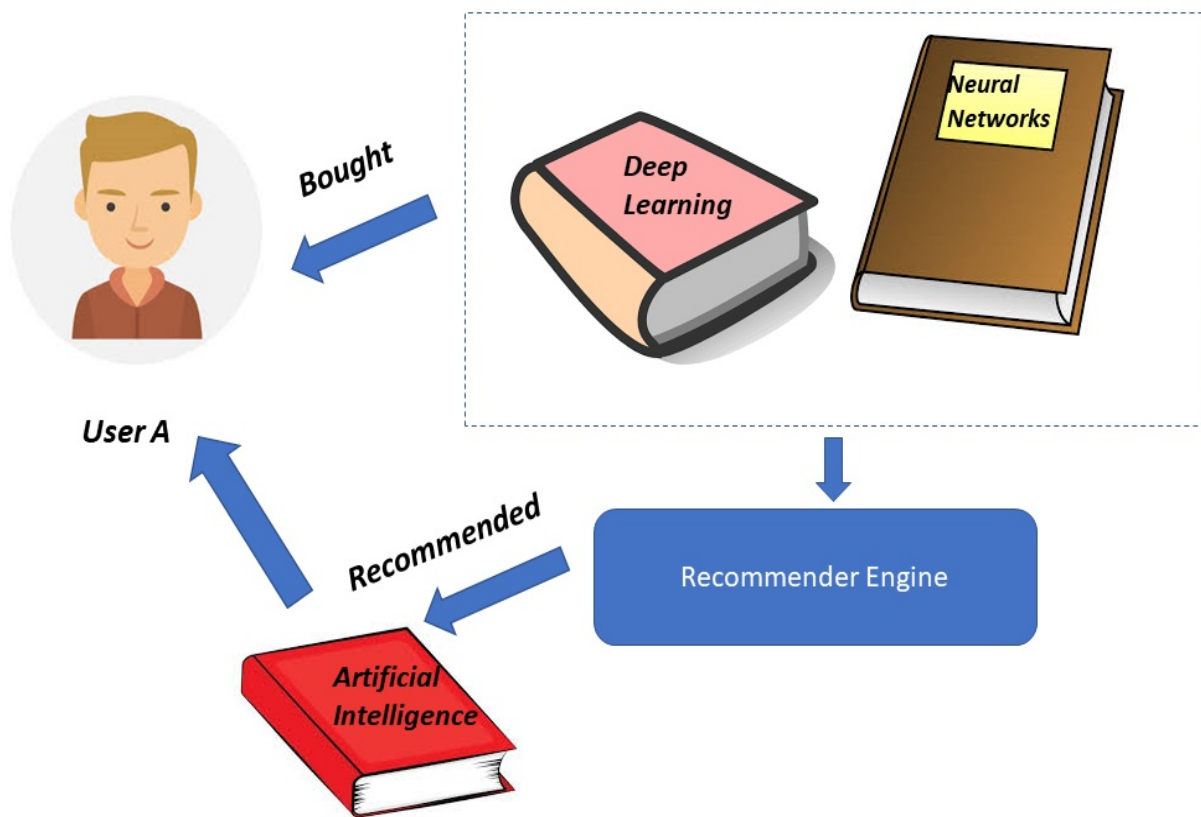 Bought
Neural
Networks
Deep
Learning
User A
Recommended
Recommender Engine
Artificial
Intelligence